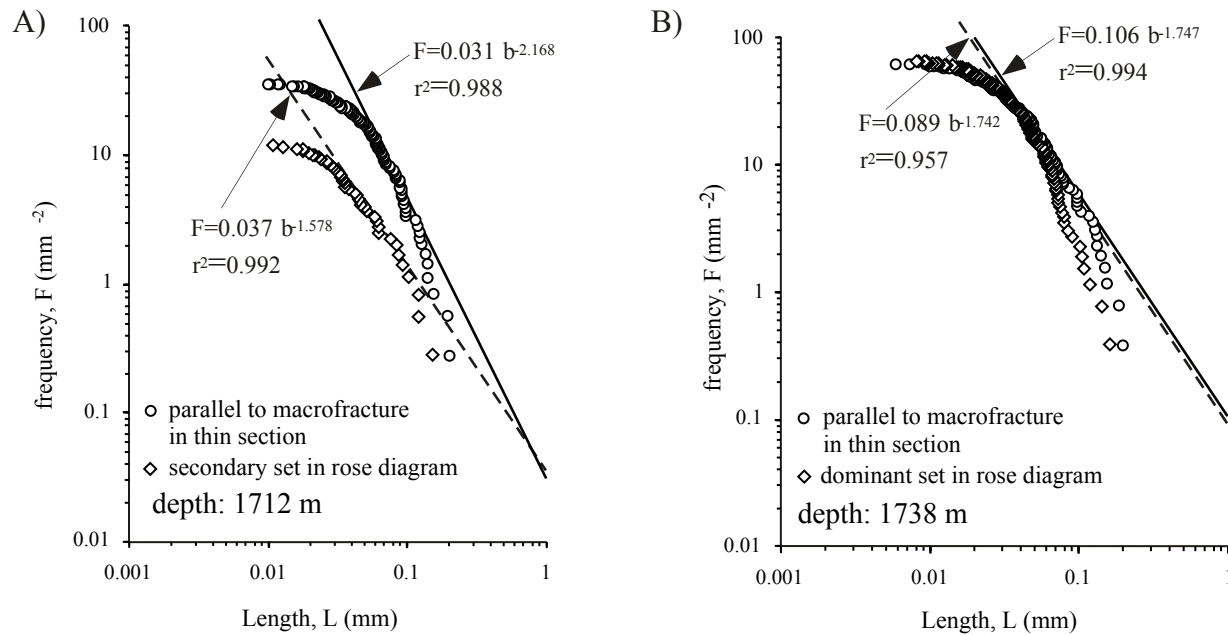 A)
100
10
1
0.1
0.01
0.001
0.01
0.1
1
frequency, F (mm -2)
Length, L (mm)
F=0.031 b-2.168
r2=0.988
F=0.037 b-1.578
r2=0.992
parallel to macrofracture
in thin section
secondary set in rose diagram
depth: 1712 m
B)
100
10
1
0.1
0.01
0.001
0.01
0.1
1
frequency, F (mm -2)
Length, L (mm)
F=0.106 b-1.747
r2=0.994
F=0.089 b-1.742
r2=0.957
parallel to macrofracture
in thin section
dominant set in rose diagram
depth: 1738 m